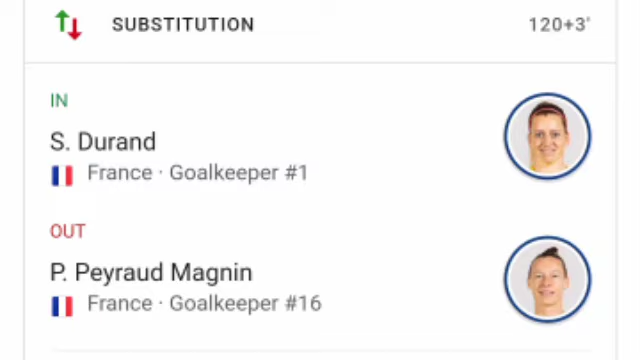 SUBSTITUTION 120+3'
IN
S. Durand
France · Goalkeeper #1
OUT
P. Peyraud Magnin
France · Goalkeeper #16